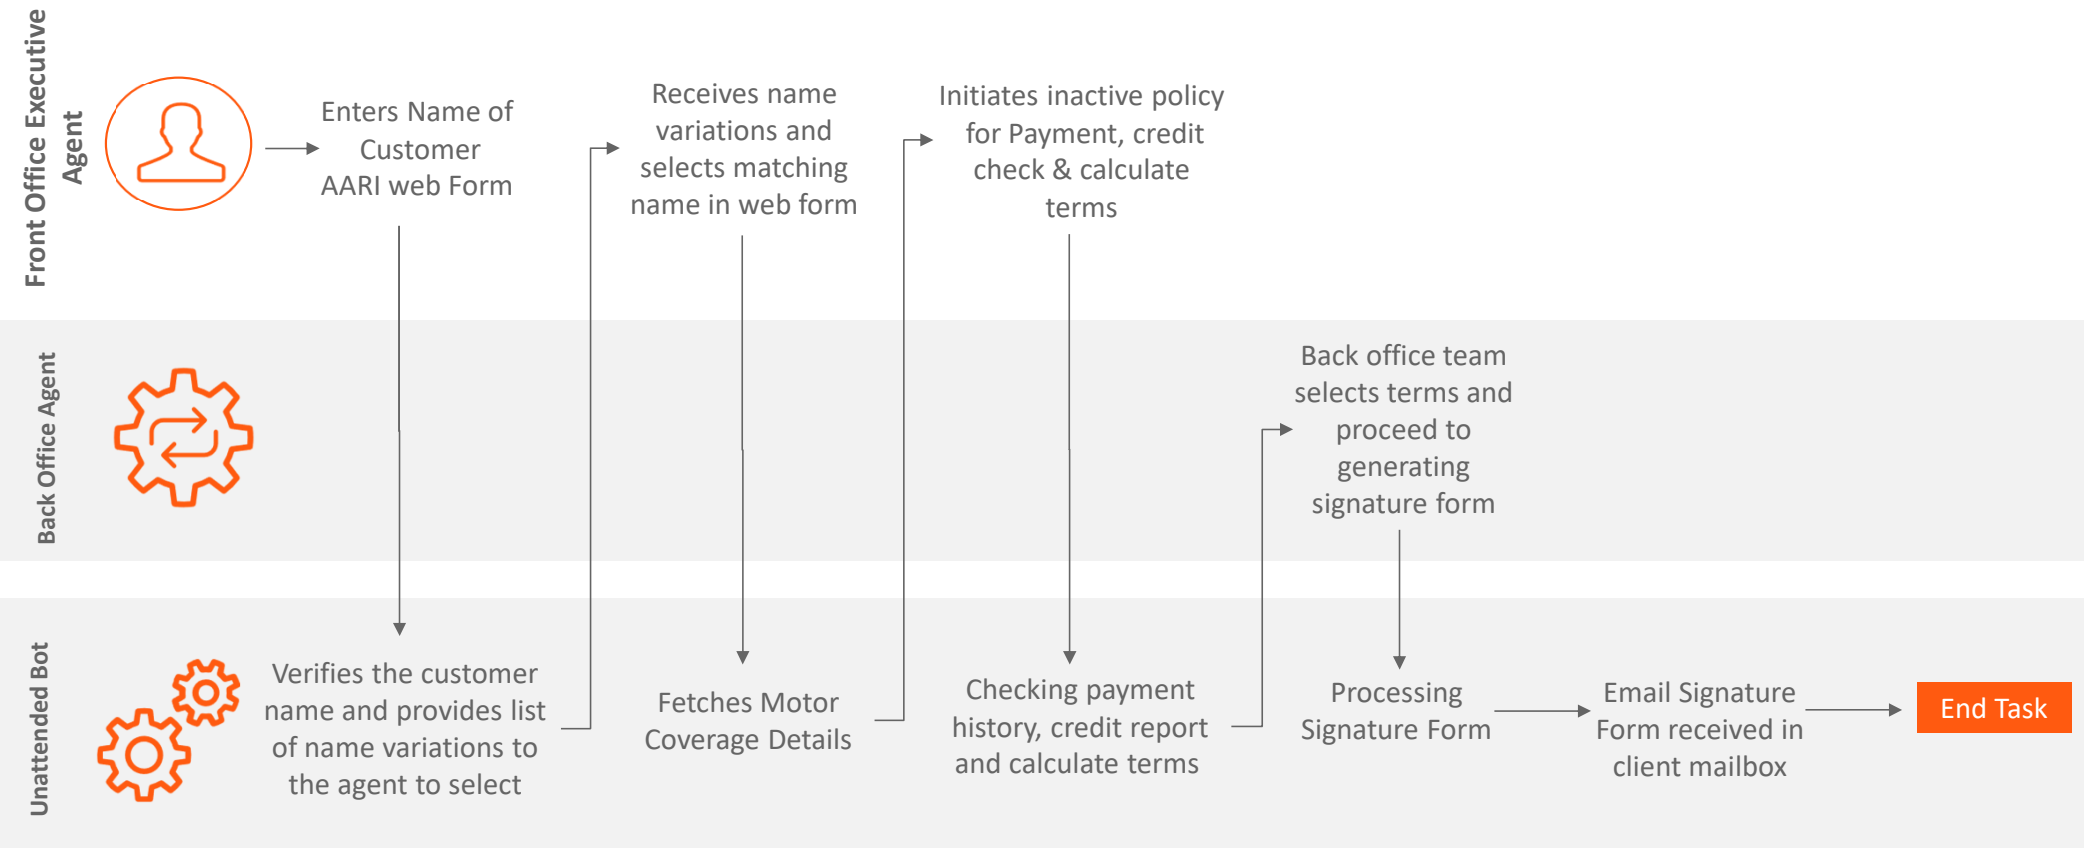 Front Office Executive
Agent
Enters Name of
Customer
AARI web Form
Receives name
variations and
selects matching
name in web form
Initiates inactive policy
for Payment, credit
check & calculate
terms
Back Office Agent
Back office team
selects terms and
proceed to
generating
signature form
Unattended Bot
Verifies the customer
name and provides list
of name variations to
the agent to select
Fetches Motor
Coverage Details
Checking payment
history, credit report
and calculate terms
Processing
Signature Form
Email Signature
Form received in
client mailbox
End Task